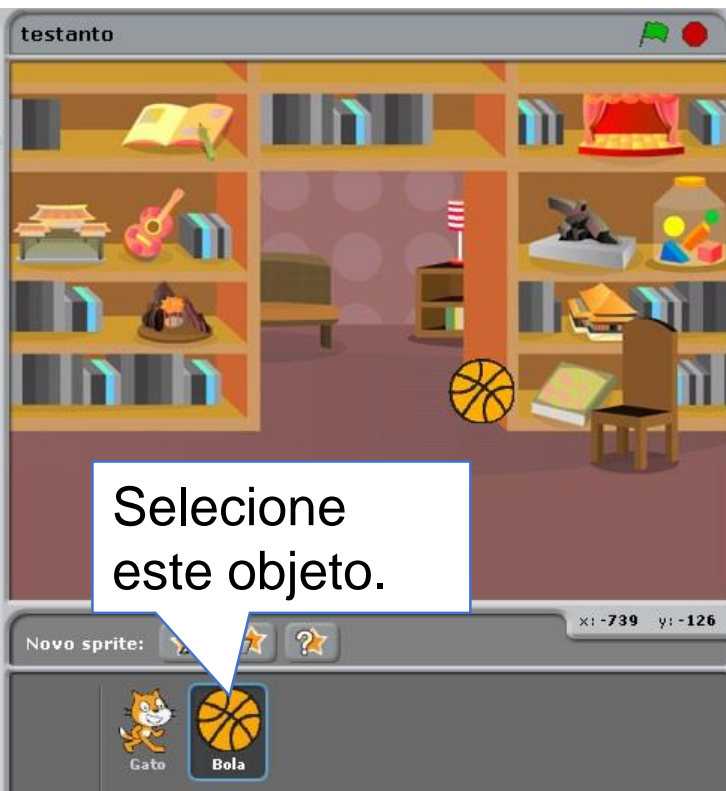 testanto
Selecione
este objeto.
x: -739 y: -126
Novo sprite:
Gato Bola